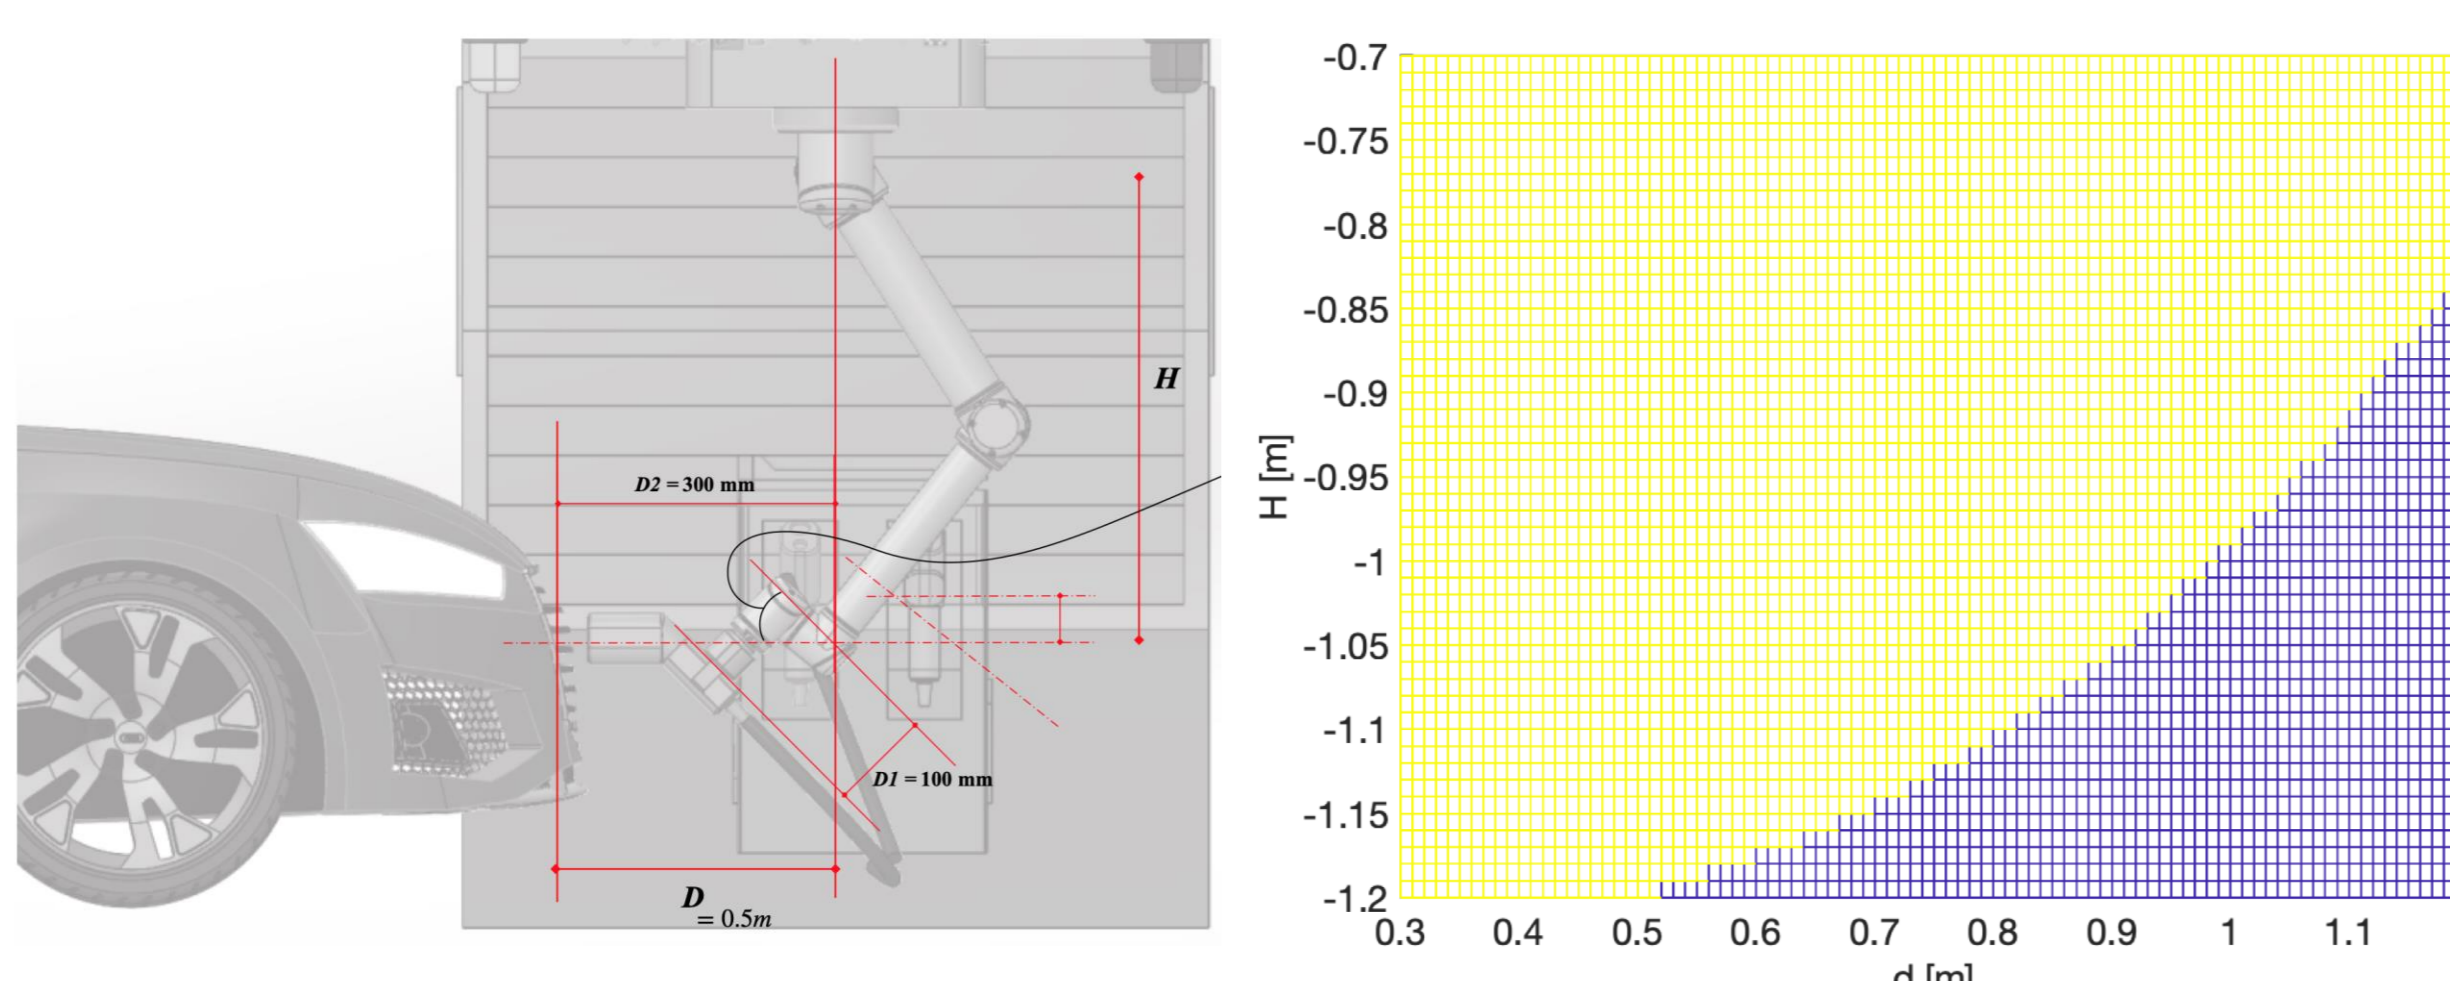 H
D2 = 300 mm
D1 = 100 mm
D
= 0.5m
-0.7
-0.75
-0.8
-0.85
-0.9
-0.95
-1
-1.05
-1.1
-1.15
-1.2
H [m]
0.3 0.4 0.5 0.6 0.7 0.8 0.9 1 1.1
d [m]